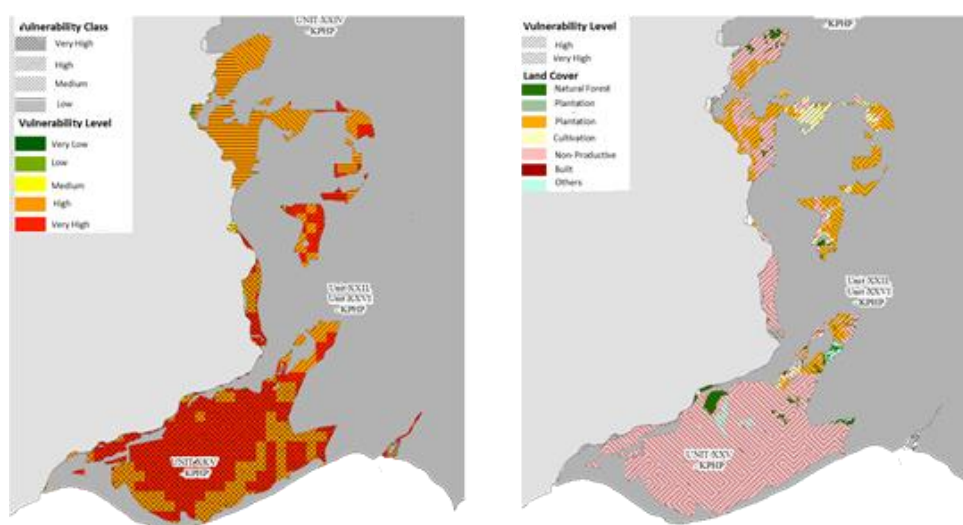 Vulnerability Class
Very High
High
Medium
Low
Vulnerability Level
Very Low
Low
Medium
High
Very High
UNIT-XXIV
KPHP
Unit-XXII
Unit-XXVI
KPHP
UNIT-XXV
KPHP
Vulnerability Level
High
Very High
Land Cover
Natural Forest
Plantation
Plantation
Cultivation
Non-Productive
Built
Others
KPHP
Unit-XXII
Unit-XXVI
KPHP
UNIT-XXV
KPHP